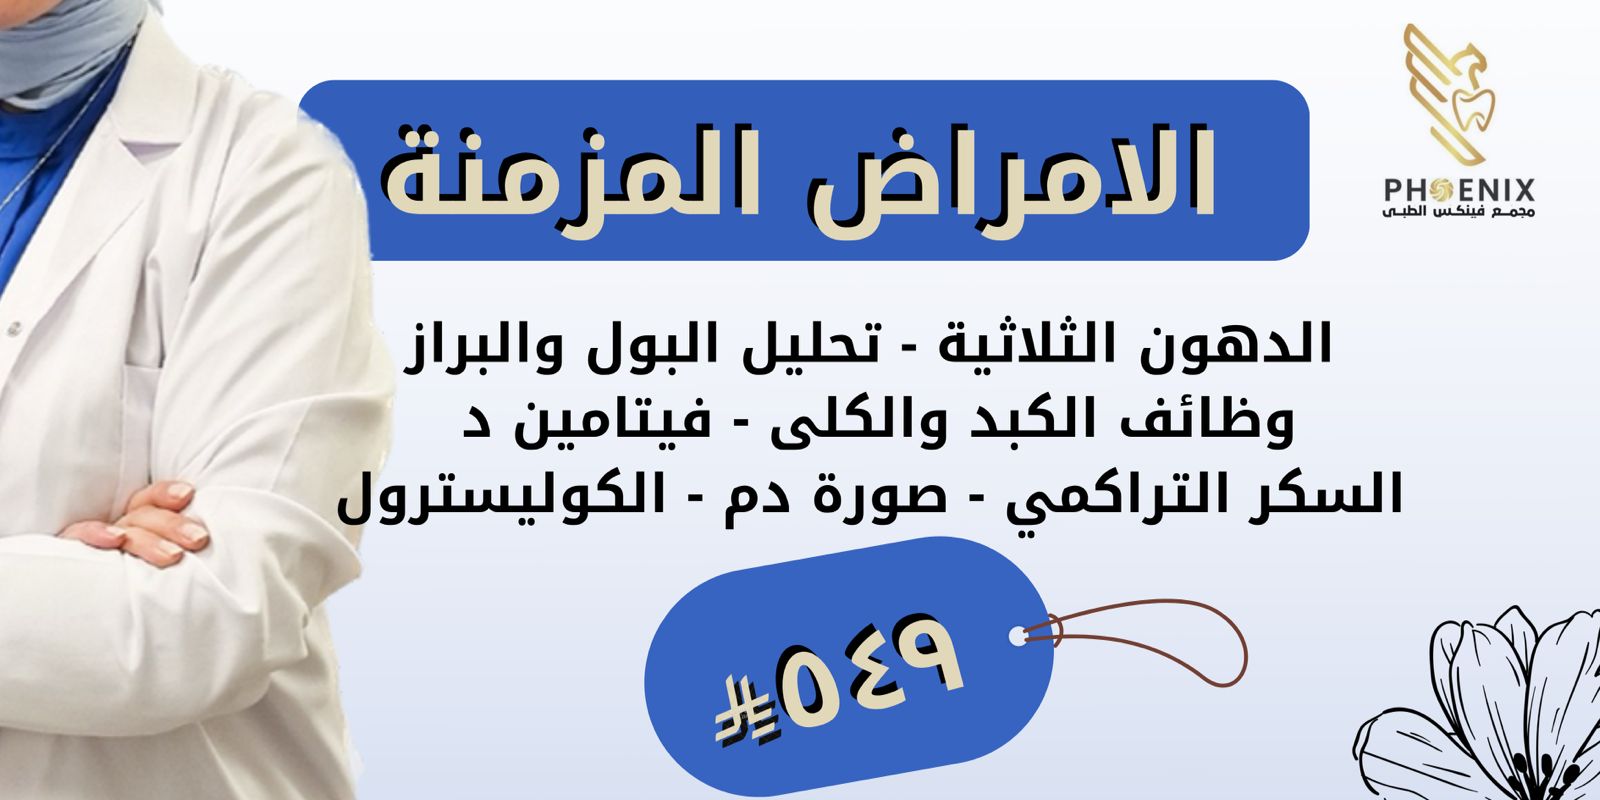 الامراض المزمنة
PHOENIX
مجمع فينكس الطبي
الدهون الثلاثية - تحليل البول والبراز
وظائف الكبد والكلى - فيتامين د
السكر التراكمي - صورة دم - الكوليسترول
٥٤٩